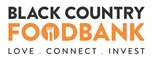 BLACK COUNTRY
FOODBANK
LOVE . CONNECT . INVEST